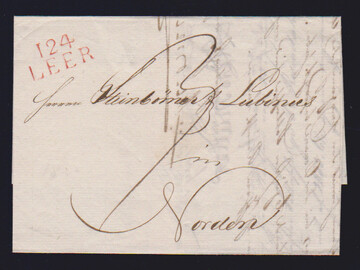 124
LEER
Herrn Steinbömer & Lubinus
in
Norden